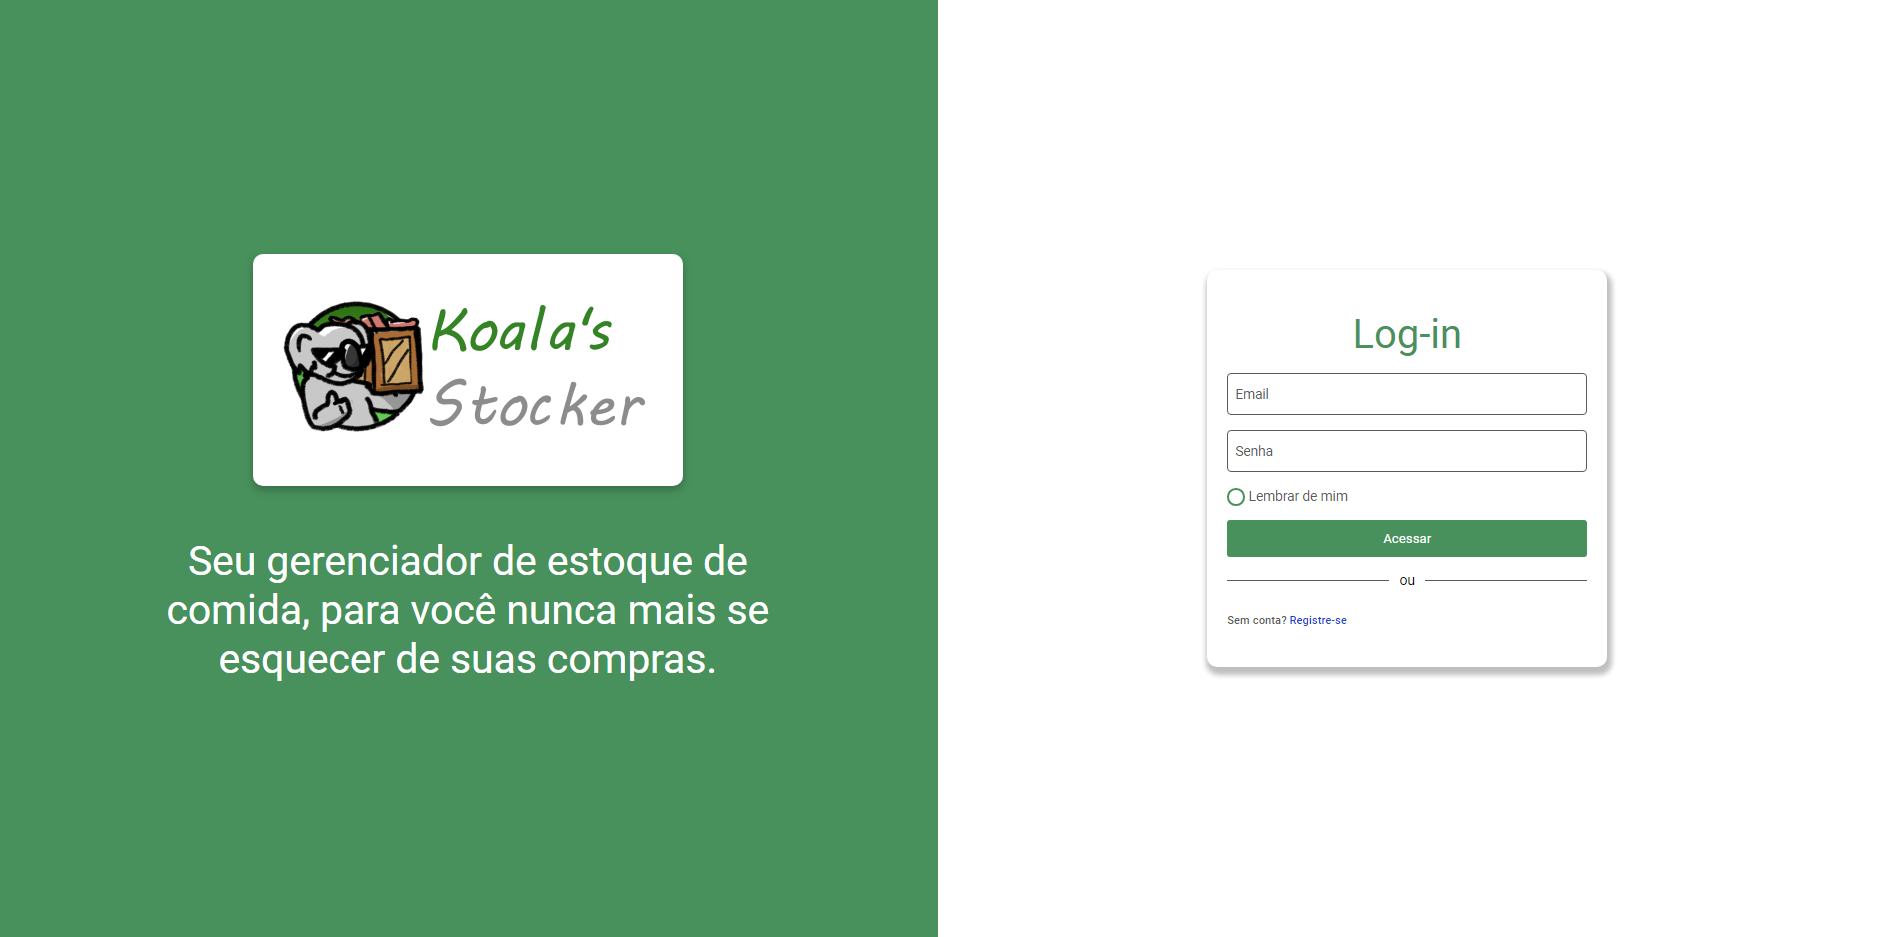 Koala's
Stocker
Seu gerenciador de estoque de
comida, para você nunca mais se
esquecer de suas compras.
Log-in
Email
Senha
Lembrar de mim
Acessar
ou
Sem conta? Registre-se